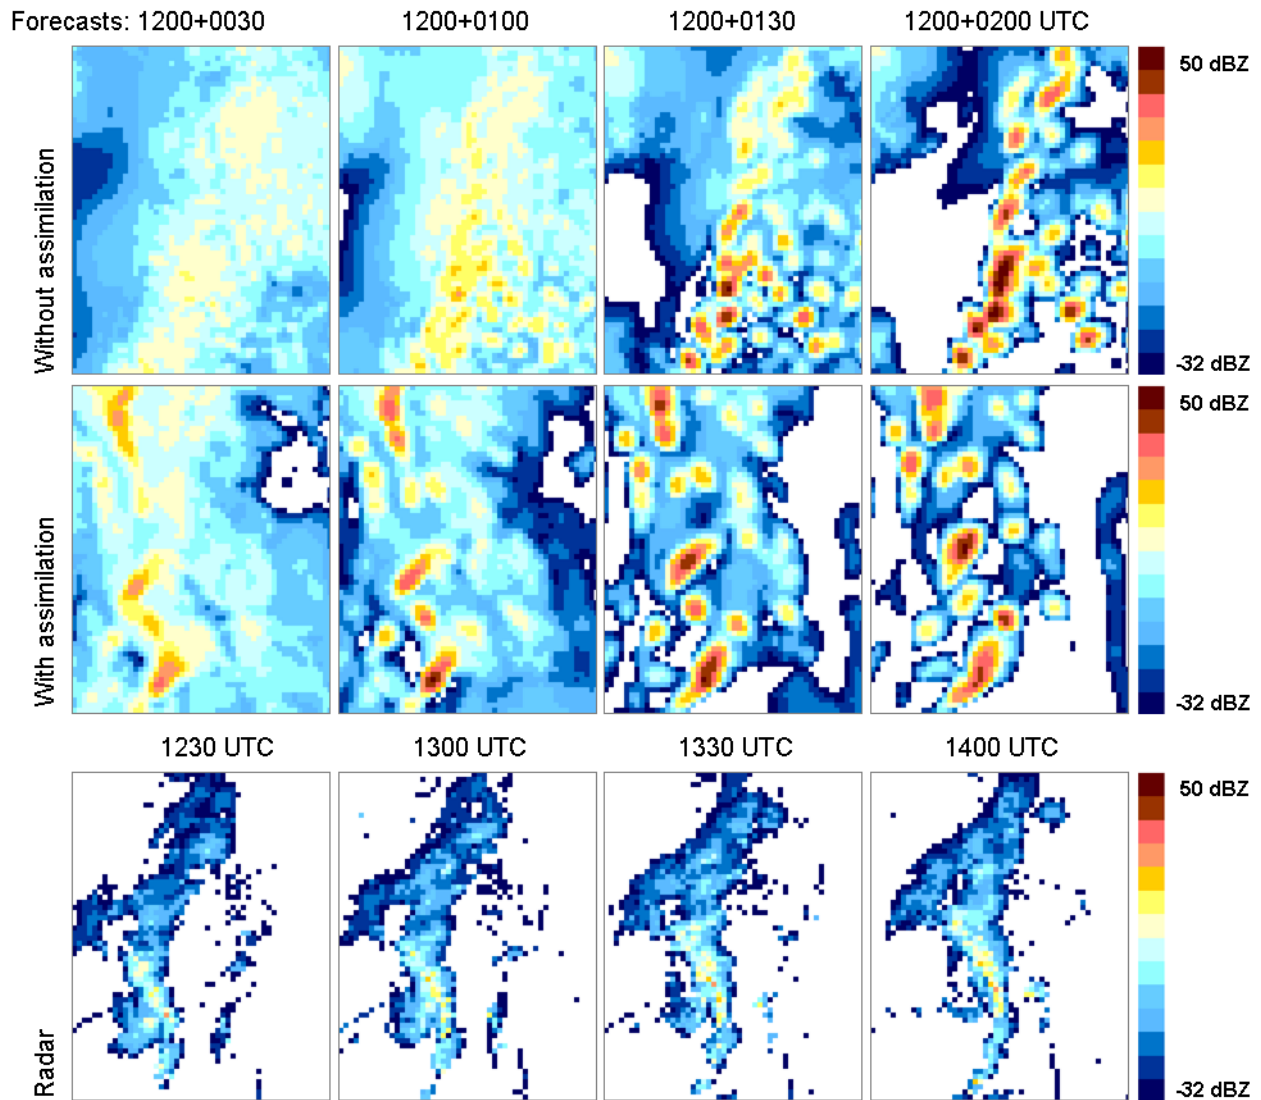 Forecasts: 1200+0030 1200+0100 1200+0130 1200+0200 UTC
Without assimilation
50 dBZ
-32 dBZ
With assimilation
50 dBZ
-32 dBZ
1230 UTC 1300 UTC 1330 UTC 1400 UTC
Radar
50 dBZ
-32 dBZ